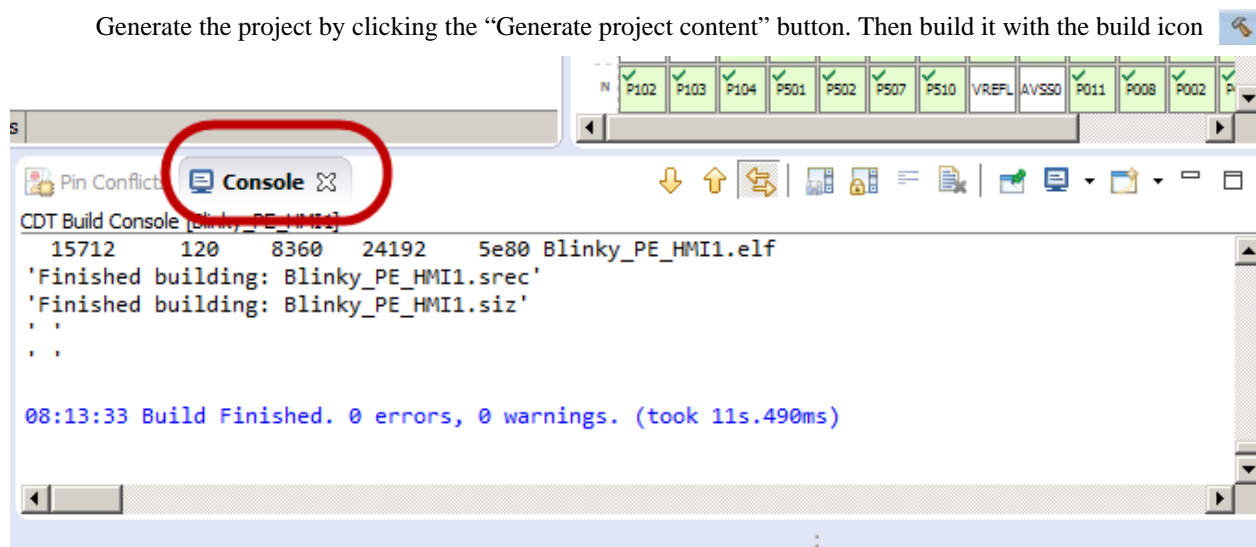 Generate the project by clicking the “Generate project content” button. Then build it with the build icon
N P102 P103 P104 P501 P502 P507 P510 VREFL AVSS0 P011 P008 P002 P
s
Pin Conflict Console
CDT Build Console [Blinky_PE_HMI1]
15712 120 8360 24192 5e80 Blinky_PE_HMI1.elf
'Finished building: Blinky_PE_HMI1.srec'
'Finished building: Blinky_PE_HMI1.siz'
' '
' '
08:13:33 Build Finished. 0 errors, 0 warnings. (took 11s.490ms)